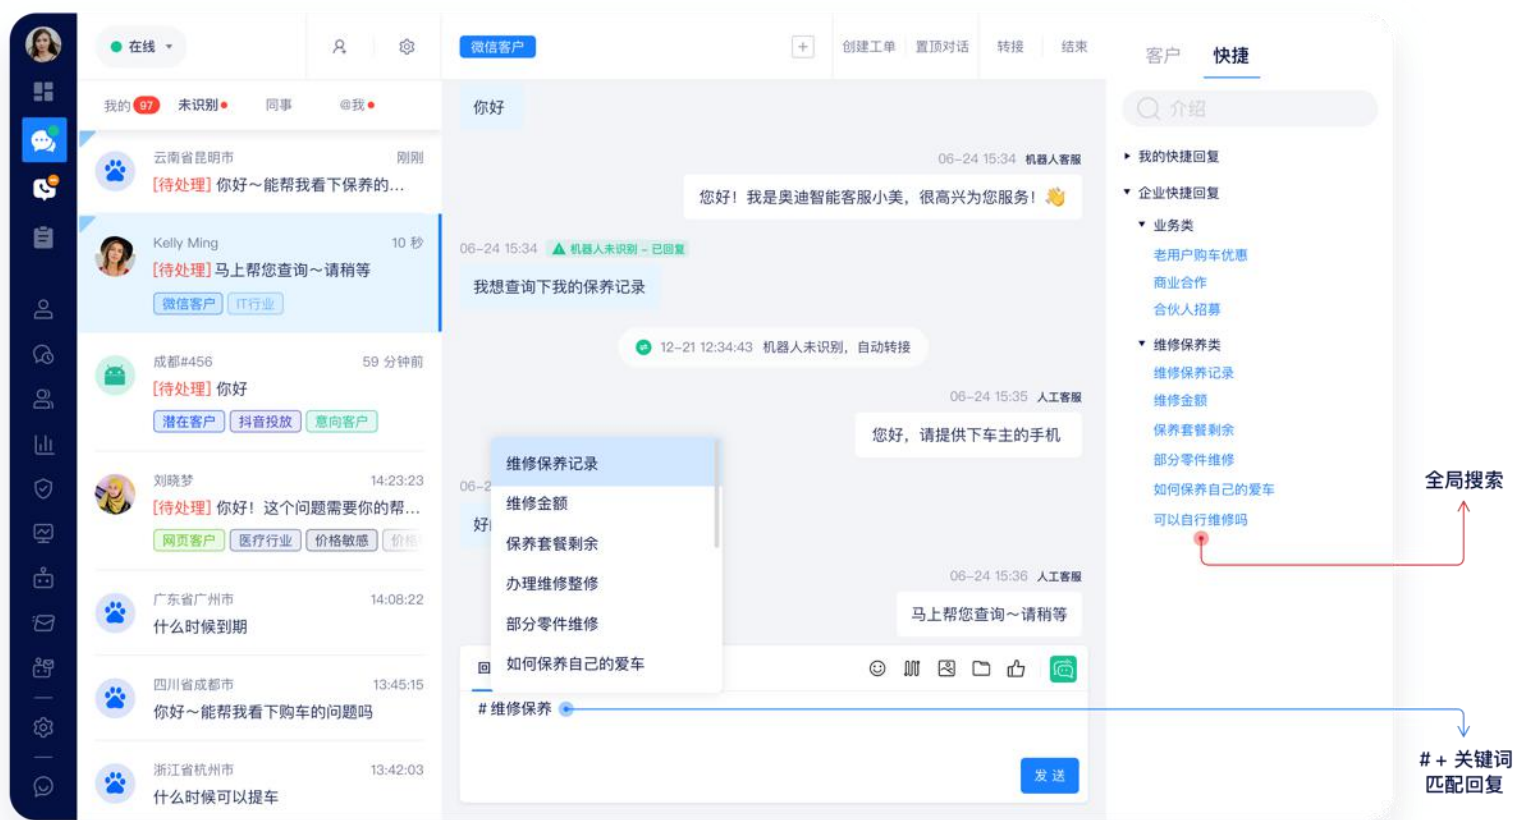 在线
我的 97 未识别 同事 @我
云南省昆明市 刚刚
[待处理] 你好～能帮我看下保养的...
Kelly Ming 10 秒
[待处理] 马上帮您查询～请稍等
微信客户 IT行业
成都#456 59 分钟前
[待处理] 你好
潜在客户 抖音投放 意向客户
刘晓梦 14:23:23
[待处理] 你好！这个问题需要你的帮...
网页客户 医疗行业 价格敏感 价格
广东省广州市 14:08:22
什么时候到期
四川省成都市 13:45:15
你好～能帮我看下购车的问题吗
浙江省杭州市 13:42:03
什么时候可以提车
微信客户 创建工单 置顶对话 转接 结束
你好
06-24 15:34 机器人客服
您好！我是奥迪智能客服小美，很高兴为您服务！👋
06-24 15:34 机器人未识别 - 已回复
我想查询下我的保养记录
12-21 12:34:43 机器人未识别，自动转接
06-24 15:35 人工客服
您好，请提供下车主的手机
06-2
好
06-24 15:36 人工客服
马上帮您查询～请稍等
维修保养记录
维修金额
保养套餐剩余
办理维修整修
部分零件维修
如何保养自己的爱车
回
# 维修保养
发 送
客户 快捷
介绍
我的快捷回复
企业快捷回复
业务类
老用户购车优惠
商业合作
合伙人招募
维修保养类
维修保养记录
维修金额
保养套餐剩余
部分零件维修
如何保养自己的爱车
可以自行维修吗
全局搜索
# + 关键词
匹配回复